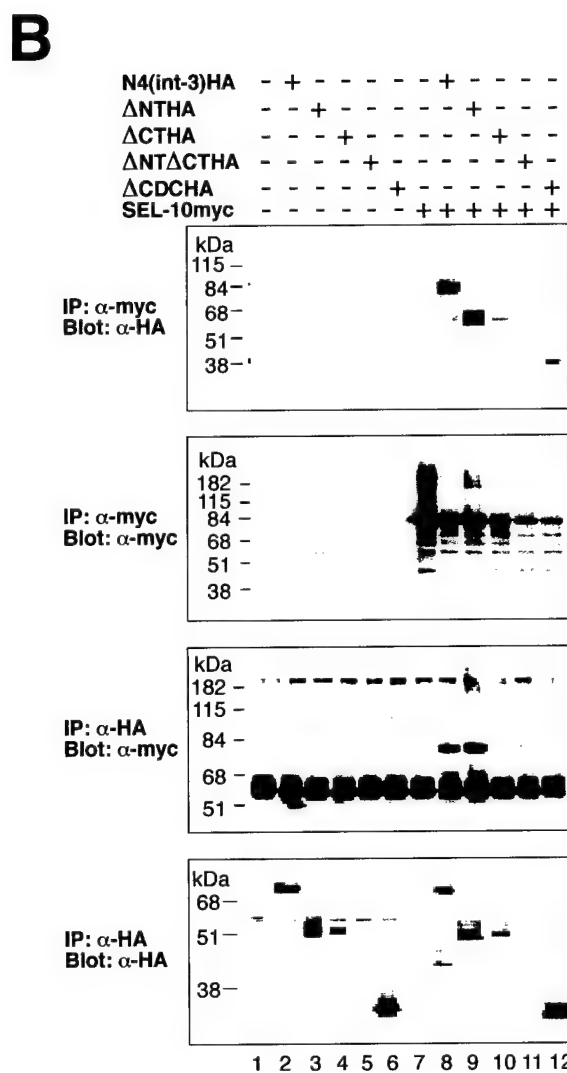 B
N4(int-3)HA - + - - - - - + - - - -
ΔNTHA - - + - - - - - + - - -
ΔCTHA - - - + - - - - - + - -
ΔNTΔCTHA - - - - + - - - - - + -
ΔCDCHA - - - - - + - - - - - +
SEL-10myc - - - - - - + + + + + +
kDa
115
84
68
51
38
IP: α-myc
Blot: α-HA
kDa
182
115
84
68
51
38
IP: α-myc
Blot: α-myc
kDa
182
115
84
68
51
IP: α-HA
Blot: α-myc
kDa
68
51
38
IP: α-HA
Blot: α-HA
1 2 3 4 5 6 7 8 9 10 11 12